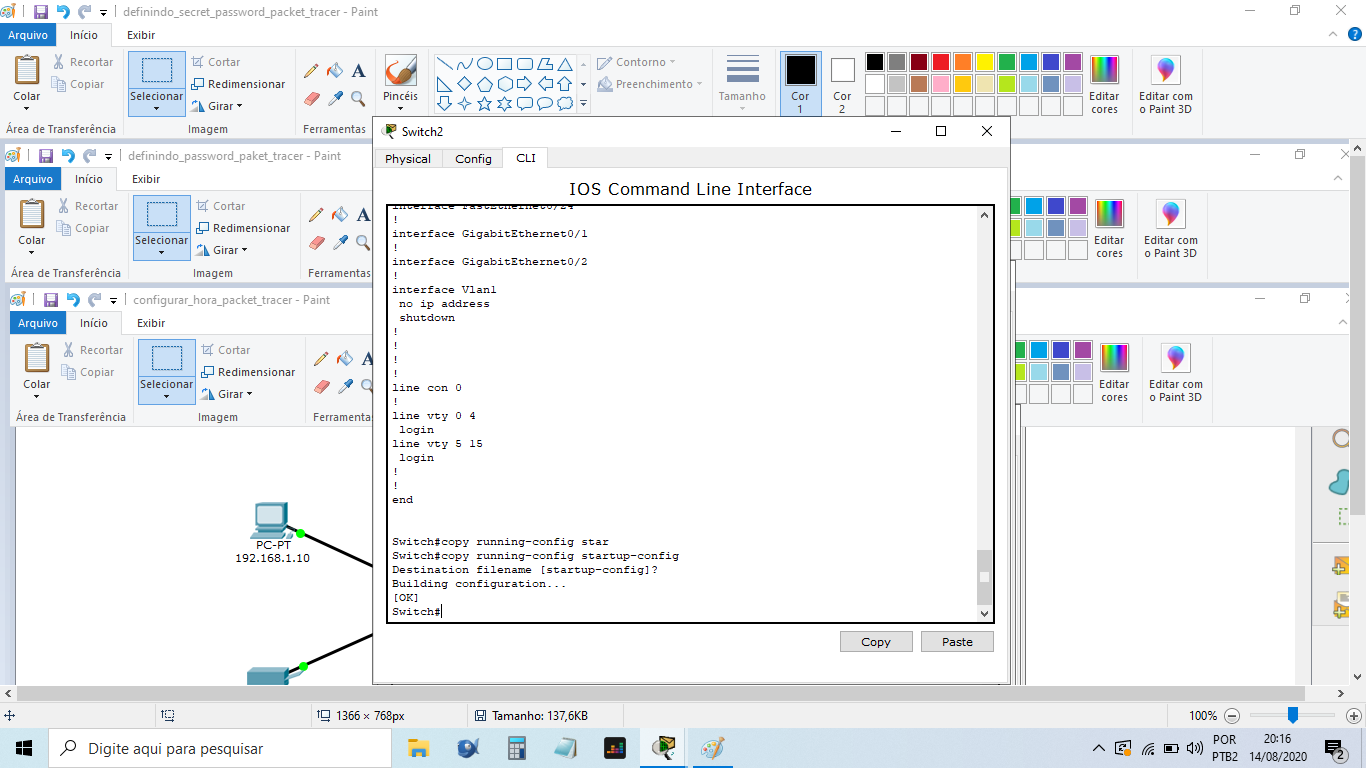 definindo_secret_password_packet_tracer - Paint
Arquivo Início Exibir
Colar Recortar Copiar
Selecionar Cortar Redimensionar Girar
Pincéis
Contorno
Preenchimento
Tamanho
Cor 1
Cor 2
Editar cores
Editar com o Paint 3D
Área de Transferência Imagem Ferramentas
definindo_password_paket_tracer - Paint
Arquivo Início Exibir
Colar Recortar Copiar
Selecionar Cortar Redimensionar Girar
Editar cores
Editar com o Paint 3D
Área de Transferência Imagem Ferramentas
configurar_hora_packet_tracer - Paint
Arquivo Início Exibir
Colar Recortar Copiar
Selecionar Cortar Redimensionar Girar
Editar cores
Editar com o Paint 3D
Área de Transferência Imagem Ferramentas
PC-PT
192.168.1.10
Switch2
Physical Config CLI
IOS Command Line Interface
interface FastEthernet0/24
!
interface GigabitEthernet0/1
!
interface GigabitEthernet0/2
!
interface Vlan1
no ip address
shutdown
!
!
!
!
line con 0
!
line vty 0 4
login
line vty 5 15
login
!
!
end
Switch#copy running-config star
Switch#copy running-config startup-config
Destination filename [startup-config]?
Building configuration...
[OK]
Switch#
Copy Paste
1366 × 768px
Tamanho: 137,6KB
100%
Digite aqui para pesquisar
POR
PTB2
20:16
14/08/2020
2